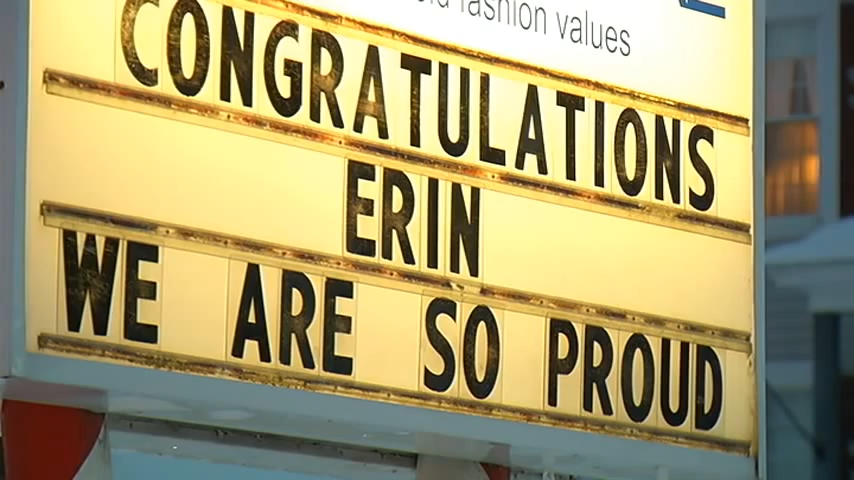 fashion values
CONGRATULATIONS
ERIN
WE ARE SO PROUD